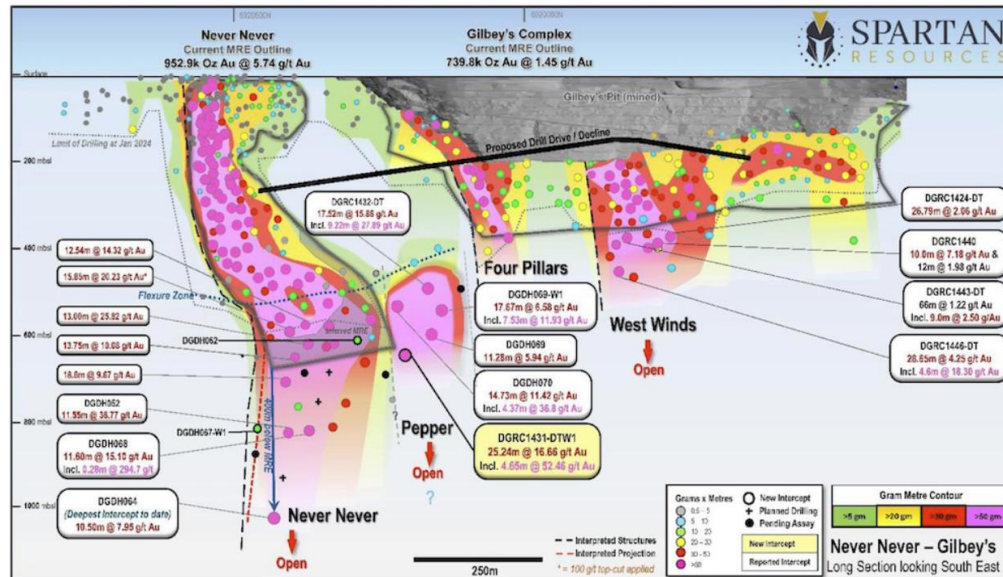 6920500N
6920000N
Never Never
Current MRE Outline
952.9k Oz Au @ 5.74 g/t Au
Gilbey's Complex
Current MRE Outline
739.8k Oz Au @ 1.45 g/t Au
SPARTAN
RESOURCES
Surface
Gilbey's Pit (mined)
Limit of Drilling at Jan 2024
Proposed Drill Drive / Decline
200 mbsl
400 mbsl
600 mbsl
800 mbsl
1000 mbsl
DGRC1432-DT
17.52m @ 15.86 g/t Au
Incl. 9.22m @ 27.89 g/t Au
12.54m @ 14.32 g/t Au
15.85m @ 20.23 g/t Au*
Flexure Zone
13.00m @ 25.82 g/t Au
13.75m @ 10.08 g/t Au
18.6m @ 9.67 g/t Au
DGDH052
11.55m @ 36.77 g/t Au
DGDH068
11.60m @ 15.10 g/t Au
Incl. 0.28m @ 294.7 g/t
DGDH064
(Deepest Intercept to date)
10.50m @ 7.95 g/t Au
Inferred MRE
DGDH062
DGDH067-W1
400m below MRE
Never Never
Open
Four Pillars
DGDH069-W1
17.67m @ 6.58 g/t Au
Incl. 7.53m @ 11.93 g/t Au
DGDH069
11.28m @ 5.94 g/t Au
DGDH070
14.73m @ 11.42 g/t Au
Incl. 4.37m @ 36.8 g/t Au
DGRC1431-DTW1
25.24m @ 16.66 g/t Au
Incl. 4.65m @ 52.46 g/t Au
?
Pepper
Open
?
West Winds
Open
DGRC1424-DT
26.79m @ 2.06 g/t Au
DGRC1440
10.0m @ 7.18 g/t Au &
12m @ 1.98 g/t Au
DGRC1443-DT
66m @ 1.22 g/t Au
Incl. 9.0m @ 2.50 g/Au
DGRC1446-DT
28.65m @ 4.25 g/t Au
Incl. 4.6m @ 18.30 g/t Au
250m
Interpreted Structures
Interpreted Projection
* = 100 g/t top-cut applied
Grams x Metres
0.5 - 5
5 - 10
10 - 20
20 - 30
30 - 50
>50
New Intercept
Planned Drilling
Pending Assay
New Intercept
Reported Intercept
Gram Metre Contour
>5 gm
>20 gm
>30 gm
>50 gm
Never Never – Gilbey's
Long Section looking South East